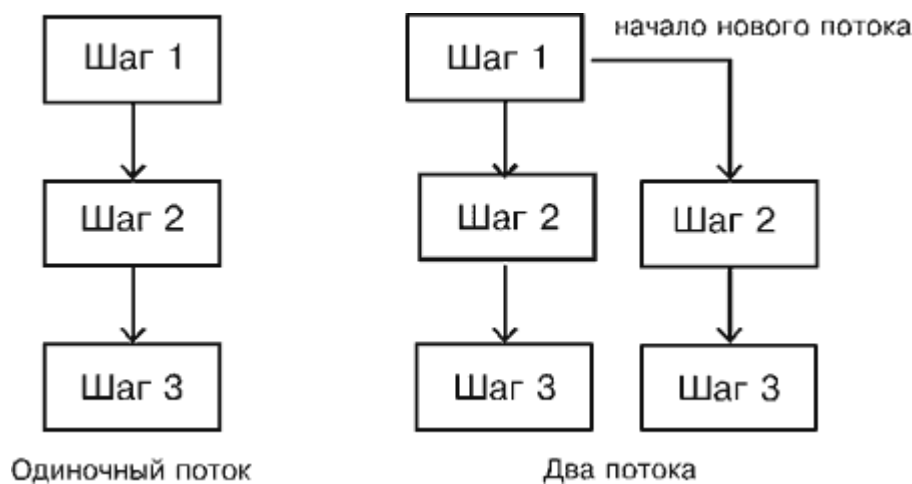 Шаг 1
Шаг 2
Шаг 3
Одиночный поток
начало нового потока
Шаг 1
Шаг 2
Шаг 3
Шаг 2
Шаг 3
Два потока